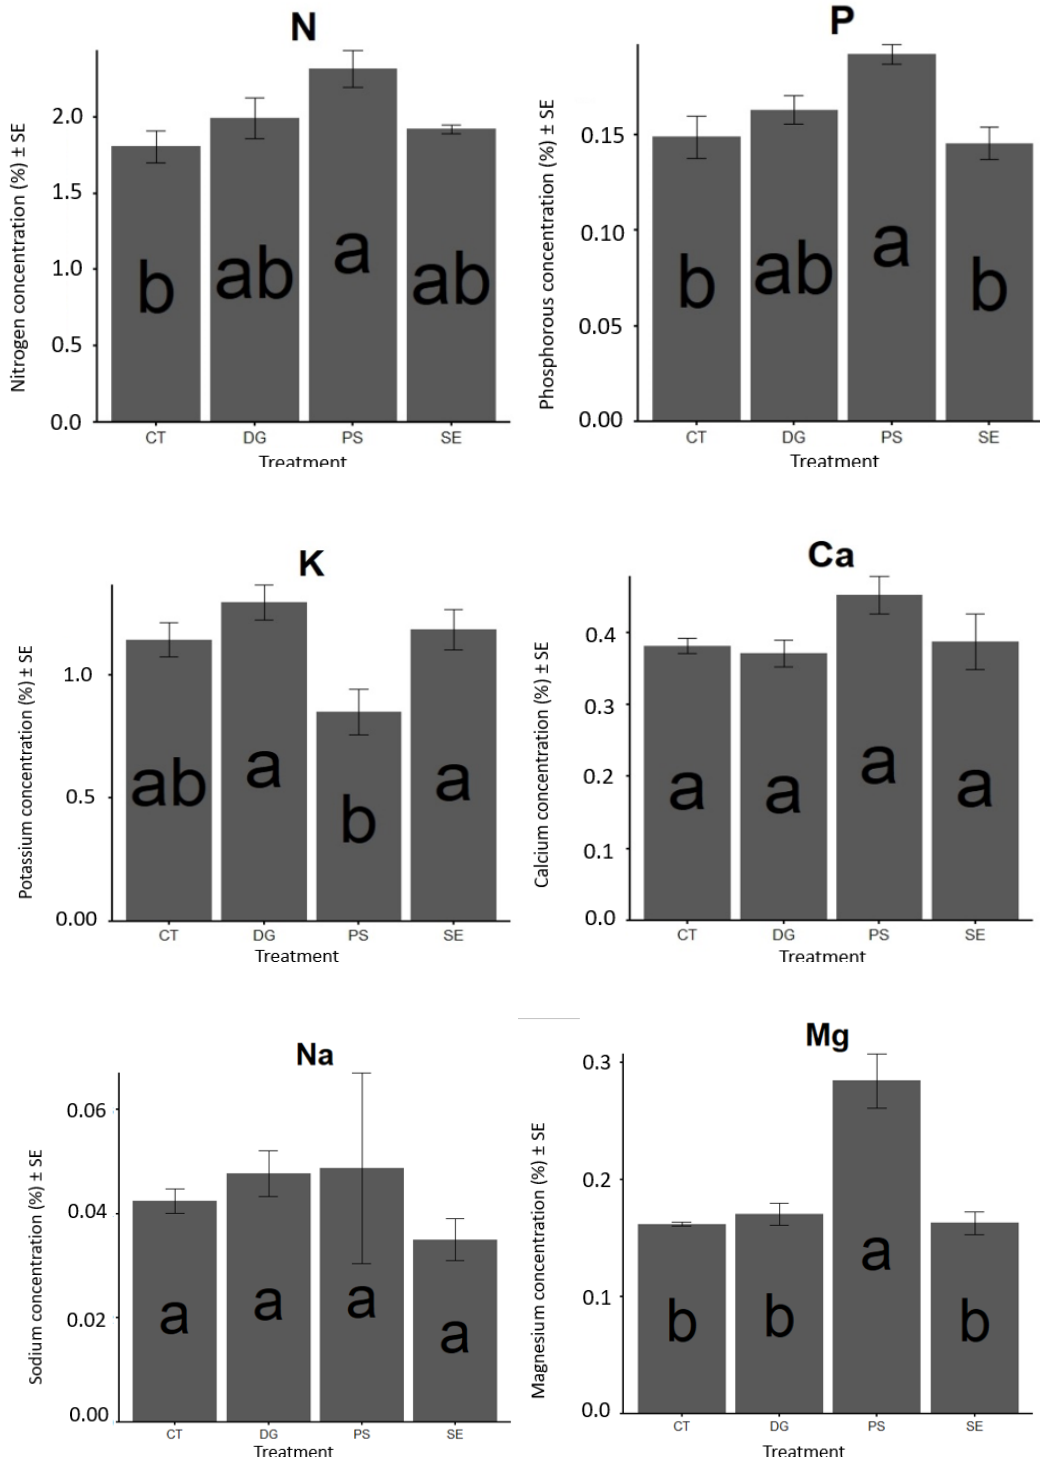 N
Nitrogen concentration (%) ± SE
2.0
1.5
1.0
0.5
0.0
b
ab
a
ab
CT DG PS SE
Treatment
P
Phosphorous concentration (%) ± SE
0.15
0.10
0.05
0.00
b
ab
a
b
CT DG PS SE
Treatment
K
Potassium concentration (%) ± SE
1.0
0.5
0.00
ab
a
b
a
CT DG PS SE
Treatment
Ca
Calcium concentration (%) ± SE
0.4
0.3
0.2
0.1
0.0
a
a
a
a
CT DG PS SE
Treatment
Na
Sodium concentration (%) ± SE
0.06
0.04
0.02
0.00
a
a
a
a
CT DG PS SE
Treatment
Mg
Magnesium concentration (%) ± SE
0.3
0.2
0.1
0.0
b
b
a
b
CT DG PS SE
Treatment